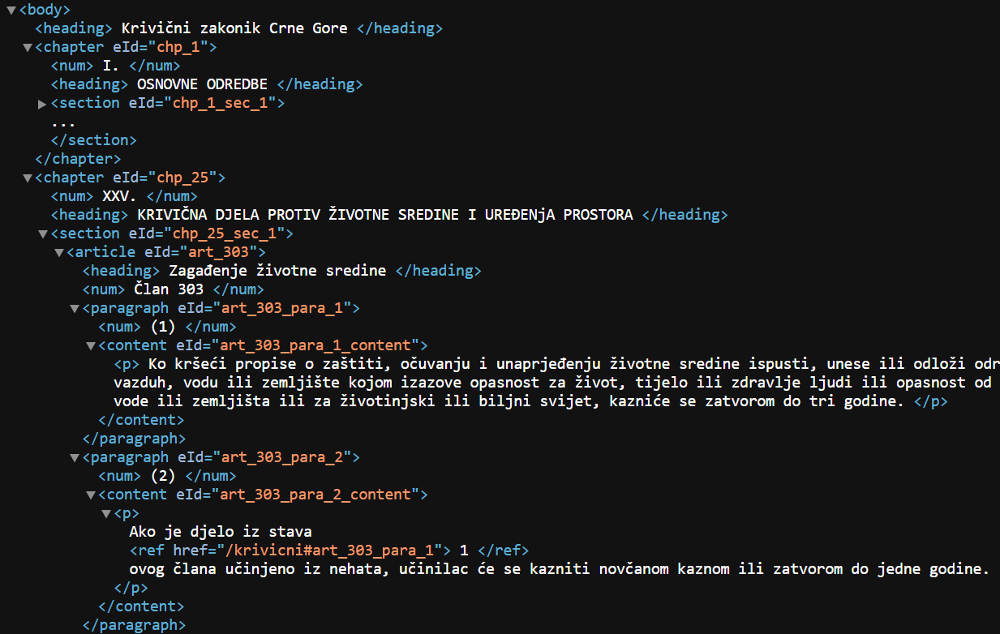 ▼<body>
<heading> Krivični zakonik Crne Gore </heading>
▼<chapter eId="chp_1">
<num> I. </num>
<heading> OSNOVNE ODREDBE </heading>
▶<section eId="chp_1_sec_1">
...
</section>
</chapter>
▼<chapter eId="chp_25">
<num> XXV. </num>
<heading> KRIVIČNA DJELA PROTIV ŽIVOTNE SREDINE I UREĐENjA PROSTORA </heading>
▼<section eId="chp_25_sec_1">
▼<article eId="art_303">
<heading> Zagađenje životne sredine </heading>
<num> Član 303 </num>
▼<paragraph eId="art_303_para_1">
<num> (1) </num>
▼<content eId="art_303_para_1_content">
<p> Ko kršeći propise o zaštiti, očuvanju i unaprjeđenju životne sredine ispusti, unese ili odloži odr
vazduh, vodu ili zemljište kojom izazove opasnost za život, tijelo ili zdravlje ljudi ili opasnost od
vode ili zemljišta ili za životinjski ili biljni svijet, kazniće se zatvorom do tri godine. </p>
</content>
</paragraph>
▼<paragraph eId="art_303_para_2">
<num> (2) </num>
▼<content eId="art_303_para_2_content">
▼<p>
Ako je djelo iz stava
<ref href="/krivicni#art_303_para_1"> 1 </ref>
ovog člana učinjeno iz nehata, učinilac će se kazniti novčanom kaznom ili zatvorom do jedne godine.
</p>
</content>
</paragraph>